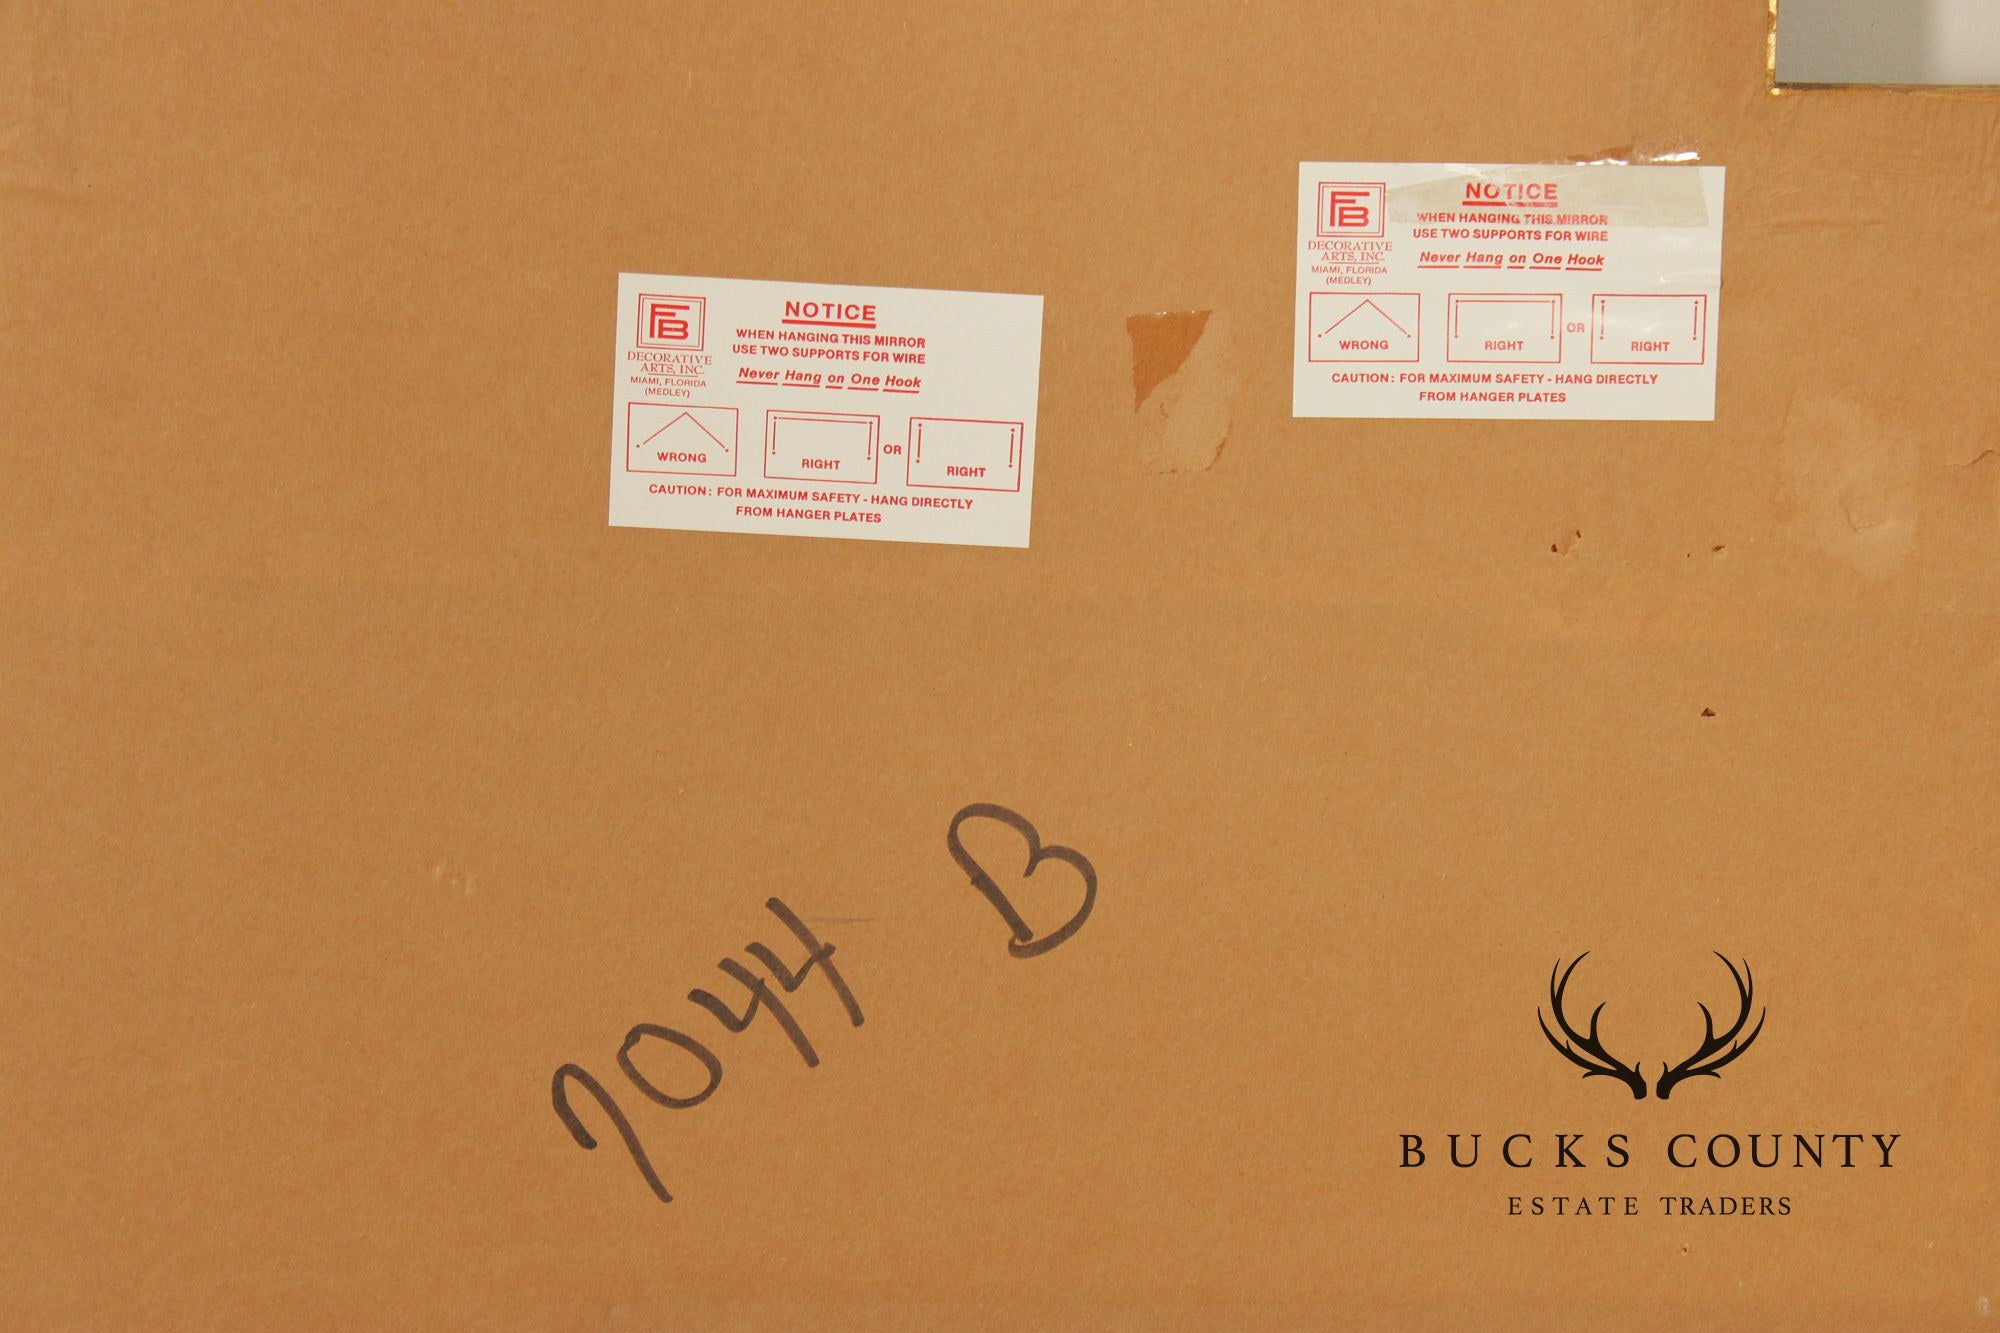 FB
DECORATIVE
ARTS, INC.
MIAMI, FLORIDA
(MEDLEY)
NOTICE
WHEN HANGING THIS MIRROR
USE TWO SUPPORTS FOR WIRE
Never Hang on One Hook
WRONG
RIGHT
OR
RIGHT
CAUTION: FOR MAXIMUM SAFETY - HANG DIRECTLY
FROM HANGER PLATES
FB
DECORATIVE
ARTS, INC.
MIAMI, FLORIDA
(MEDLEY)
NOTICE
WHEN HANGING THIS MIRROR
USE TWO SUPPORTS FOR WIRE
Never Hang on One Hook
WRONG
RIGHT
OR
RIGHT
CAUTION: FOR MAXIMUM SAFETY - HANG DIRECTLY
FROM HANGER PLATES
7044 B
BUCKS COUNTY
ESTATE TRADERS